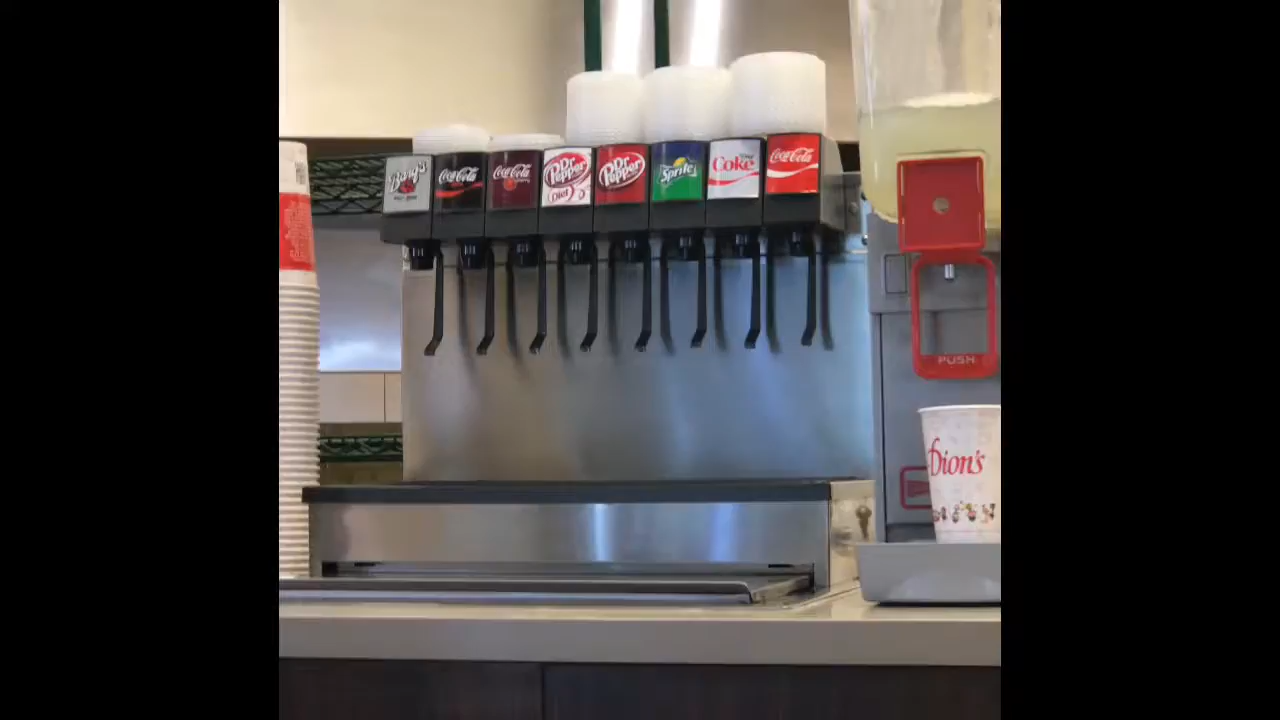 Barq's
Coca-Cola
Coca-Cola
Dr Pepper
Diet
Dr Pepper
Sprite
Coke
Coca-Cola
PUSH
Dion's